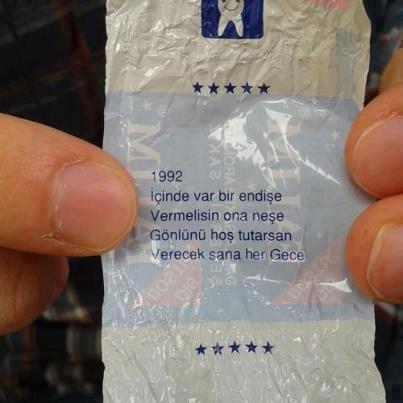 1992
İçinde var bir endişe
Vermelisin ona neşe
Gönlünü hoş tutarsan
Verecek sana her Gece